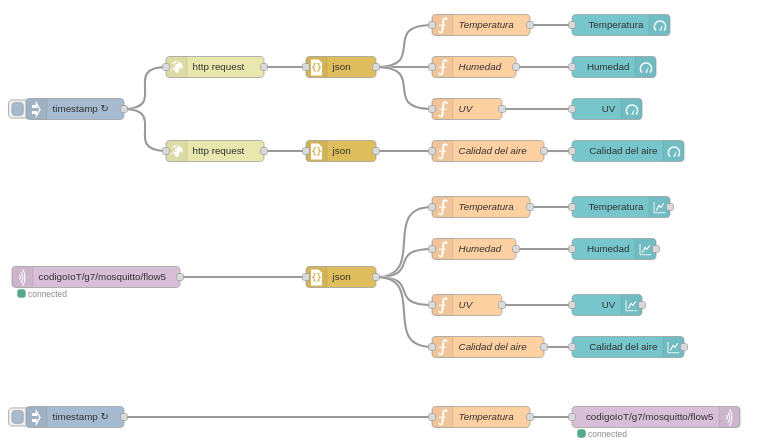 Temperatura Temperatura
http request json Humedad Humedad
timestamp ↻ UV UV
http request json Calidad del aire Calidad del aire
Temperatura Temperatura
Humedad Humedad
codigoIoT/g7/mosquitto/flow5 json
connected
UV UV
Calidad del aire Calidad del aire
timestamp ↻ Temperatura codigoIoT/g7/mosquitto/flow5
connected